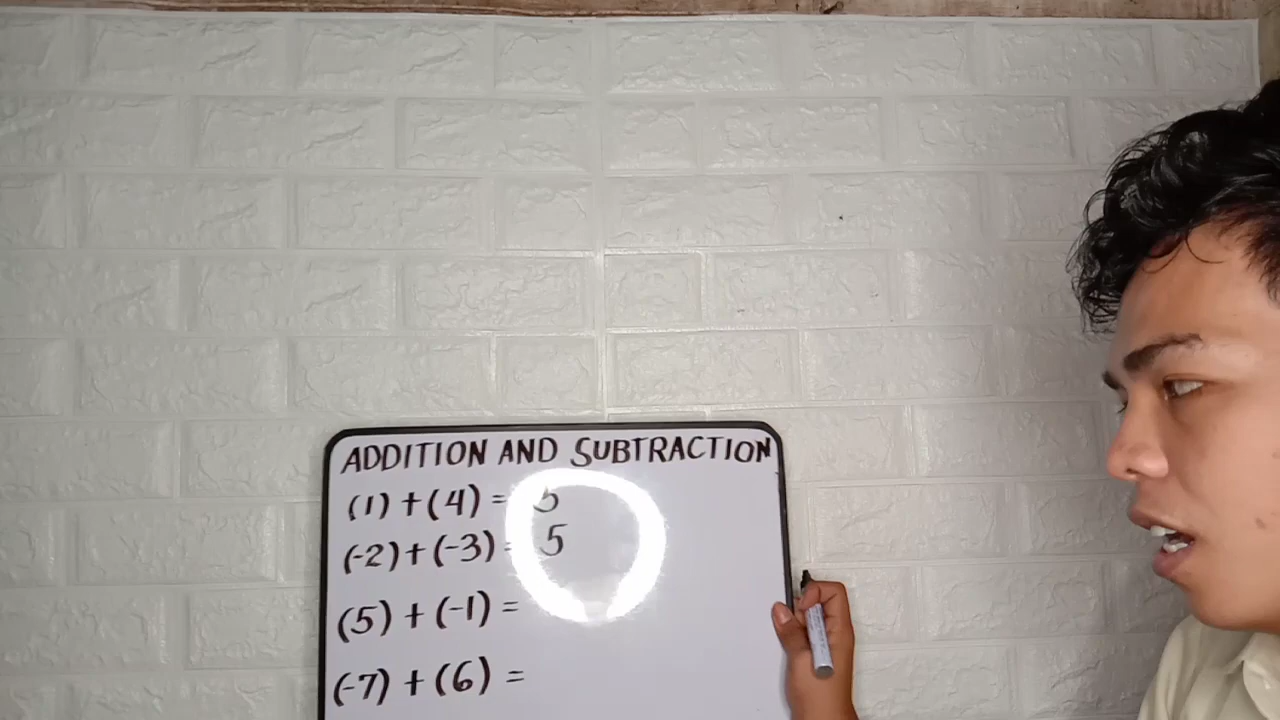 ADDITION AND SUBTRACTION
(1) + (4) = 5
(-2) + (-3) = 5
(5) + (-1) =
(-7) + (6) =